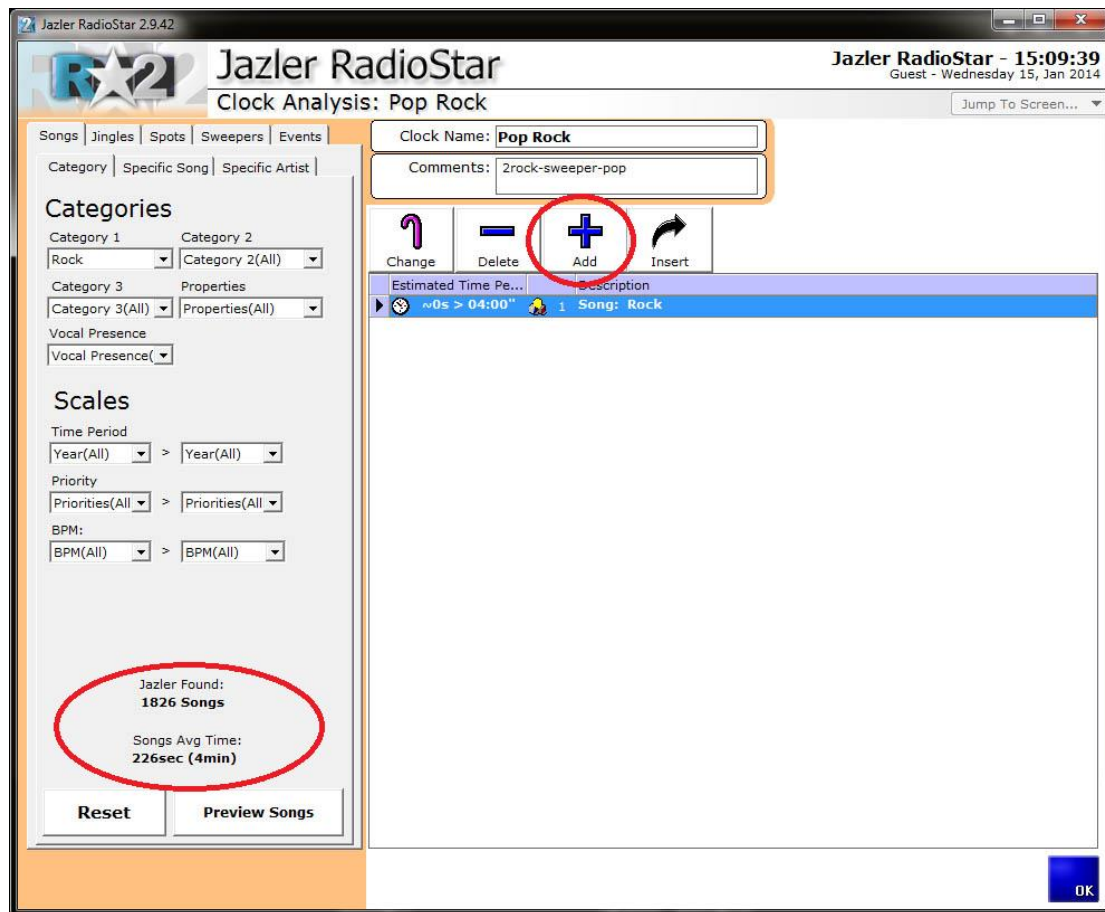 Jazler RadioStar 2.9.42
R 2
Jazler RadioStar
Jazler RadioStar - 15:09:39
Guest - Wednesday 15, Jan 2014
Clock Analysis: Pop Rock
Jump To Screen...
Songs Jingles Spots Sweepers Events
Category Specific Song Specific Artist
Categories
Category 1 Category 2
Rock Category 2(All)
Category 3 Properties
Category 3(All) Properties(All)
Vocal Presence
Vocal Presence(
Scales
Time Period
Year(All) > Year(All)
Priority
Priorities(All > Priorities(All
BPM:
BPM(All) > BPM(All)
Jazler Found:
1826 Songs
Songs Avg Time:
226sec (4min)
Reset Preview Songs
Clock Name: Pop Rock
Comments: 2rock-sweeper-pop
Change Delete Add Insert
Estimated Time Pe... Description
~0s > 04:00" 1 Song: Rock
OK